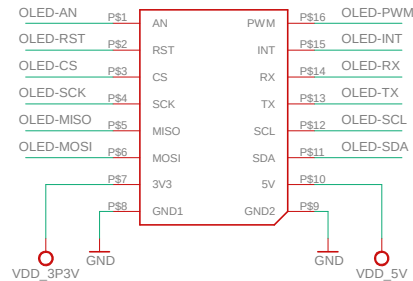 OLED-AN P$1 AN PWM P$16 OLED-PWM
OLED-RST P$2 RST INT P$15 OLED-INT
OLED-CS P$3 CS RX P$14 OLED-RX
OLED-SCK P$4 SCK TX P$13 OLED-TX
OLED-MISO P$5 MISO SCL P$12 OLED-SCL
OLED-MOSI P$6 MOSI SDA P$11 OLED-SDA
P$7 3V3 5V P$10
P$8 GND1 GND2 P$9
GND GND
VDD_3P3V VDD_5V